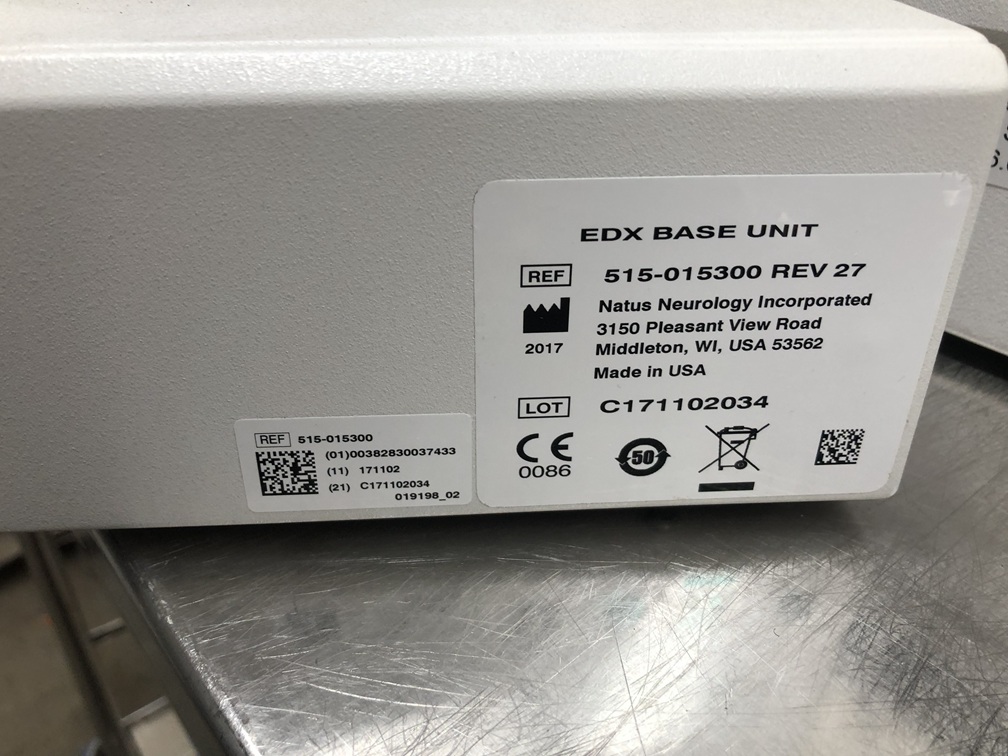 EDX BASE UNIT
REF 515-015300 REV 27
Natus Neurology Incorporated
3150 Pleasant View Road
2017 Middleton, WI, USA 53562
Made in USA
LOT C171102034
CE
0086
50
REF 515-015300
(01)00382830037433
(11) 171102
(21) C171102034
019198_02